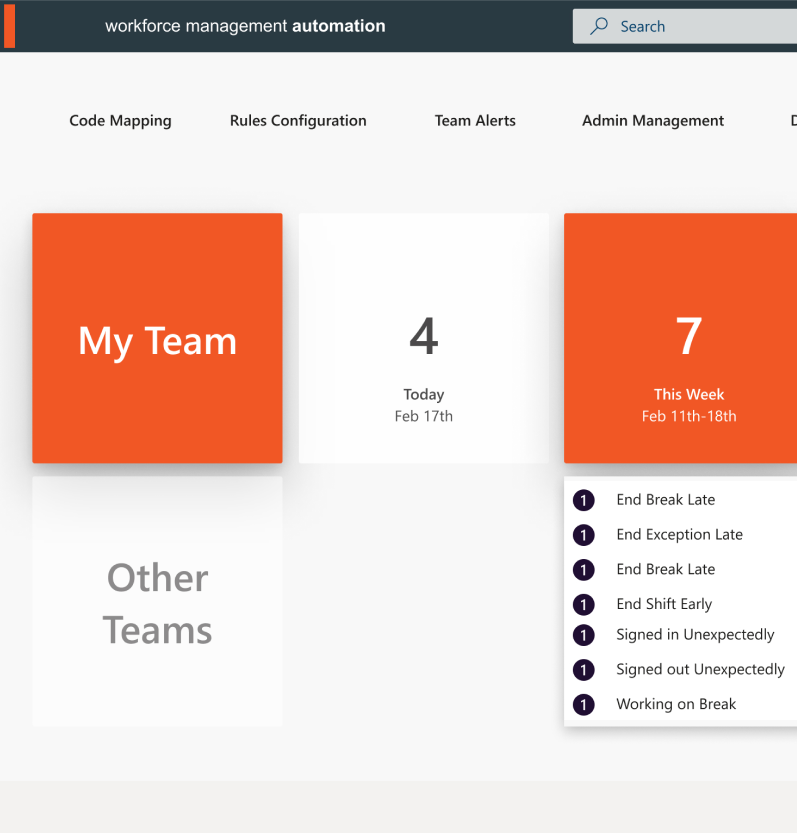 workforce management automation
Search
Code Mapping
Rules Configuration
Team Alerts
Admin Management
My Team
4
Today
Feb 17th
7
This Week
Feb 11th-18th
Other
Teams
1 End Break Late
1 End Exception Late
1 End Break Late
1 End Shift Early
1 Signed in Unexpectedly
1 Signed out Unexpectedly
1 Working on Break